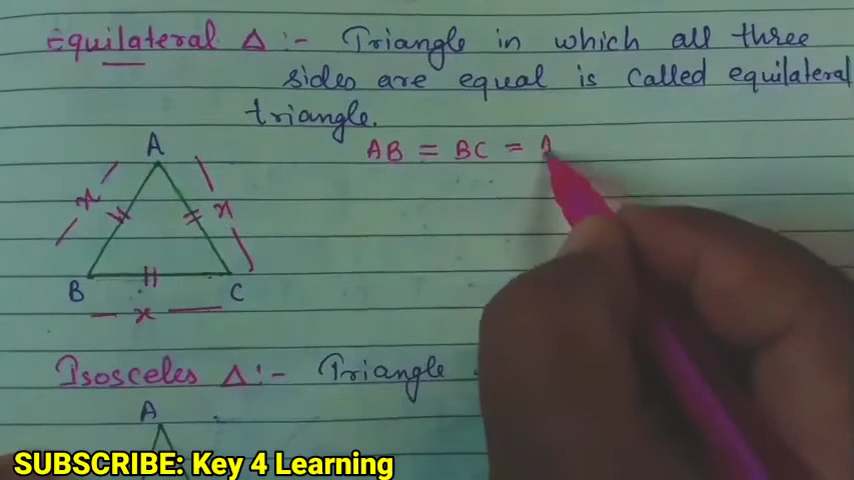 Equilateral Δ :- Triangle in which all three
sides are equal is called equilateral
triangle.
A
AB = BC = A
x
x
B
C
x
Isosceles Δ :- Triangle
A
SUBSCRIBE: Key 4 Learning